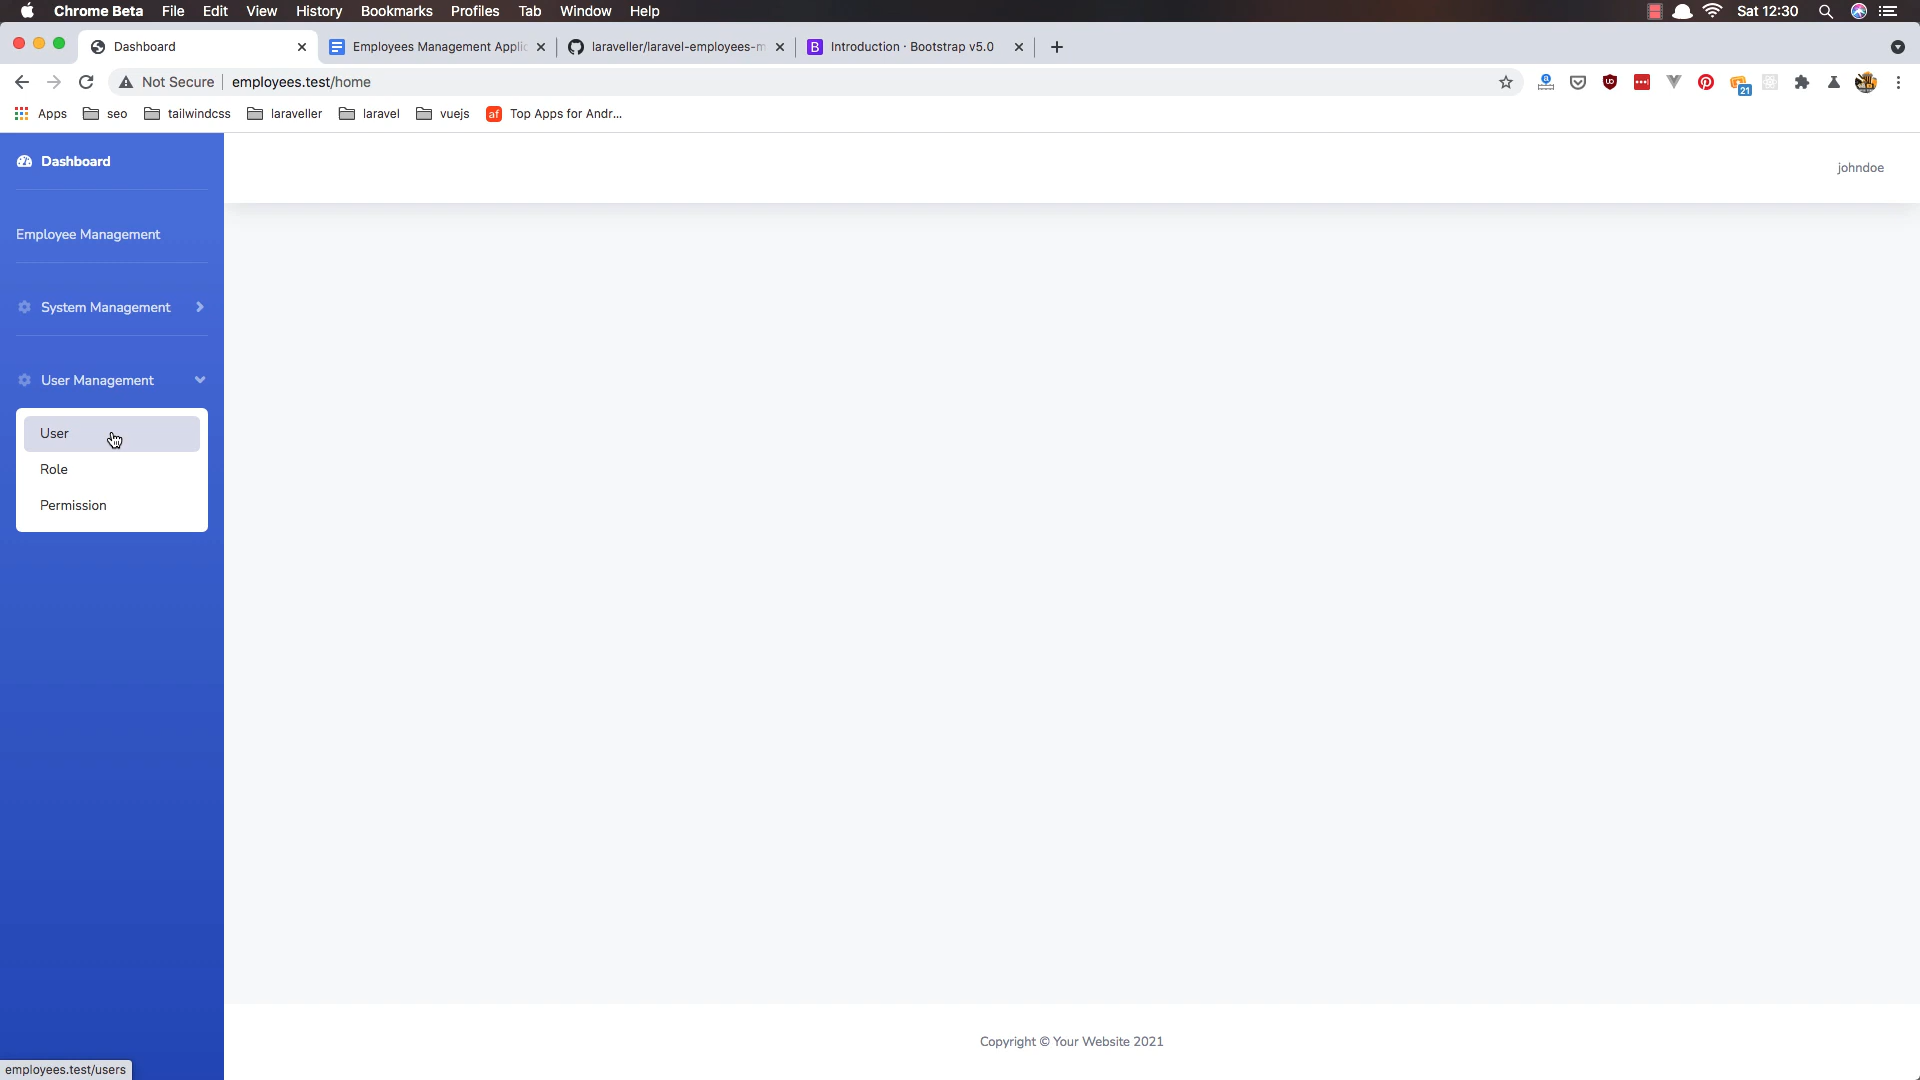 Chrome Beta File Edit View History Bookmarks Profiles Tab Window Help Sat 12:30
Dashboard Employees Management Applic laraveller/laravel-employees-m Introduction · Bootstrap v5.0
Not Secure employees.test/home 21
Apps seo tailwindcss laraveller laravel vuejs af Top Apps for Andr...
Dashboard
johndoe
Employee Management
System Management
User Management
User
Role
Permission
Copyright © Your Website 2021
employees.test/users